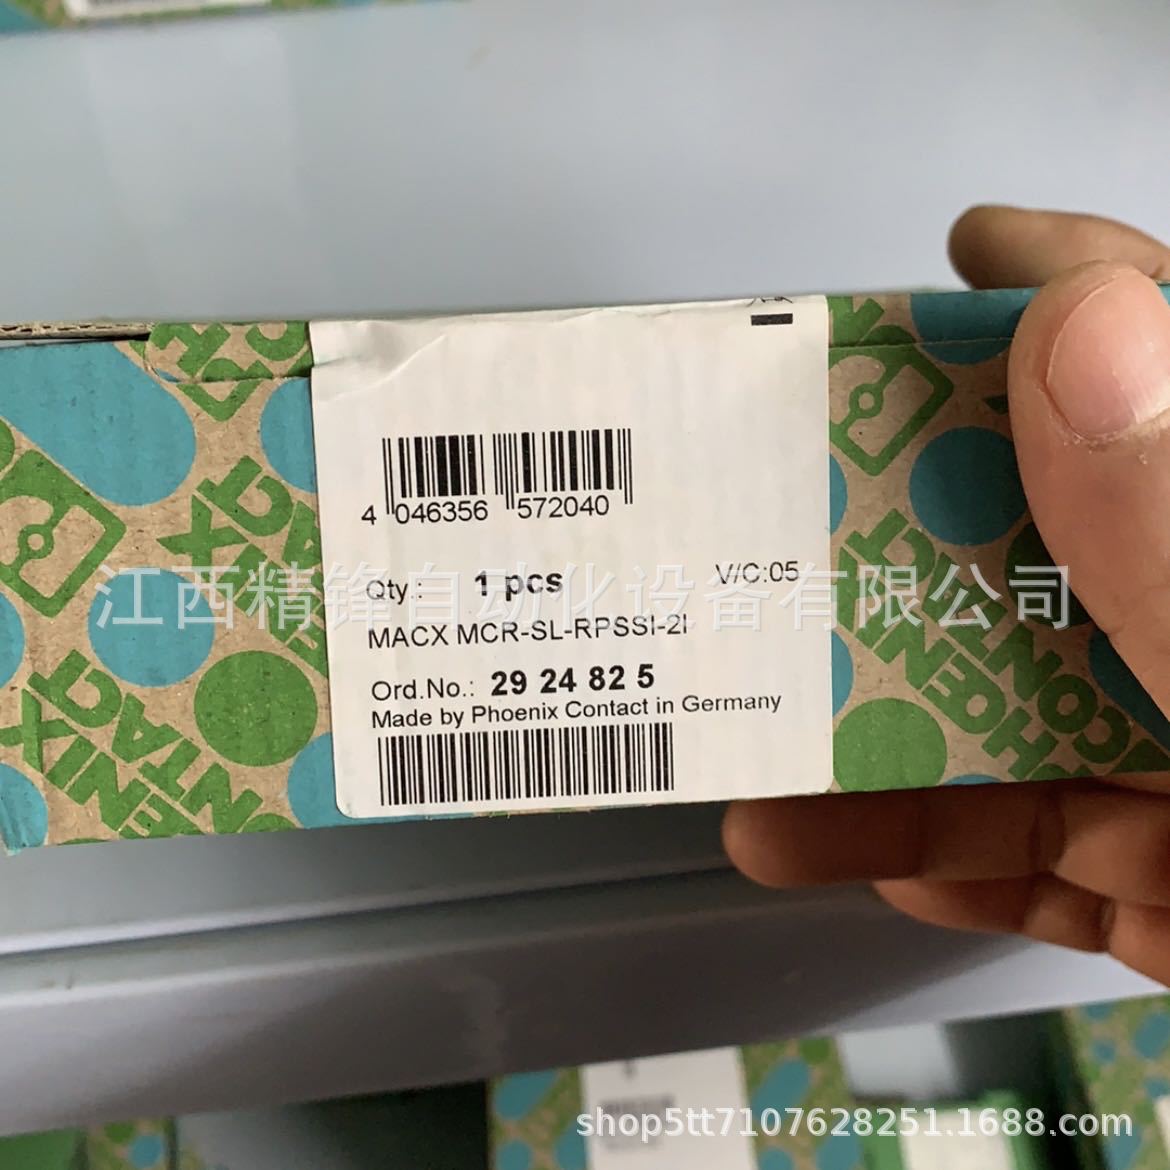 4 046356 572040
Qty.: 1 pcs V/C:05
MACX MCR-SL-RPSSI-2I
Ord.No.: 29 24 82 5
Made by Phoenix Contact in Germany
江西精锋自动化设备有限公司
PHOENIX
CONTACT
shop5tt7107628251.1688.com